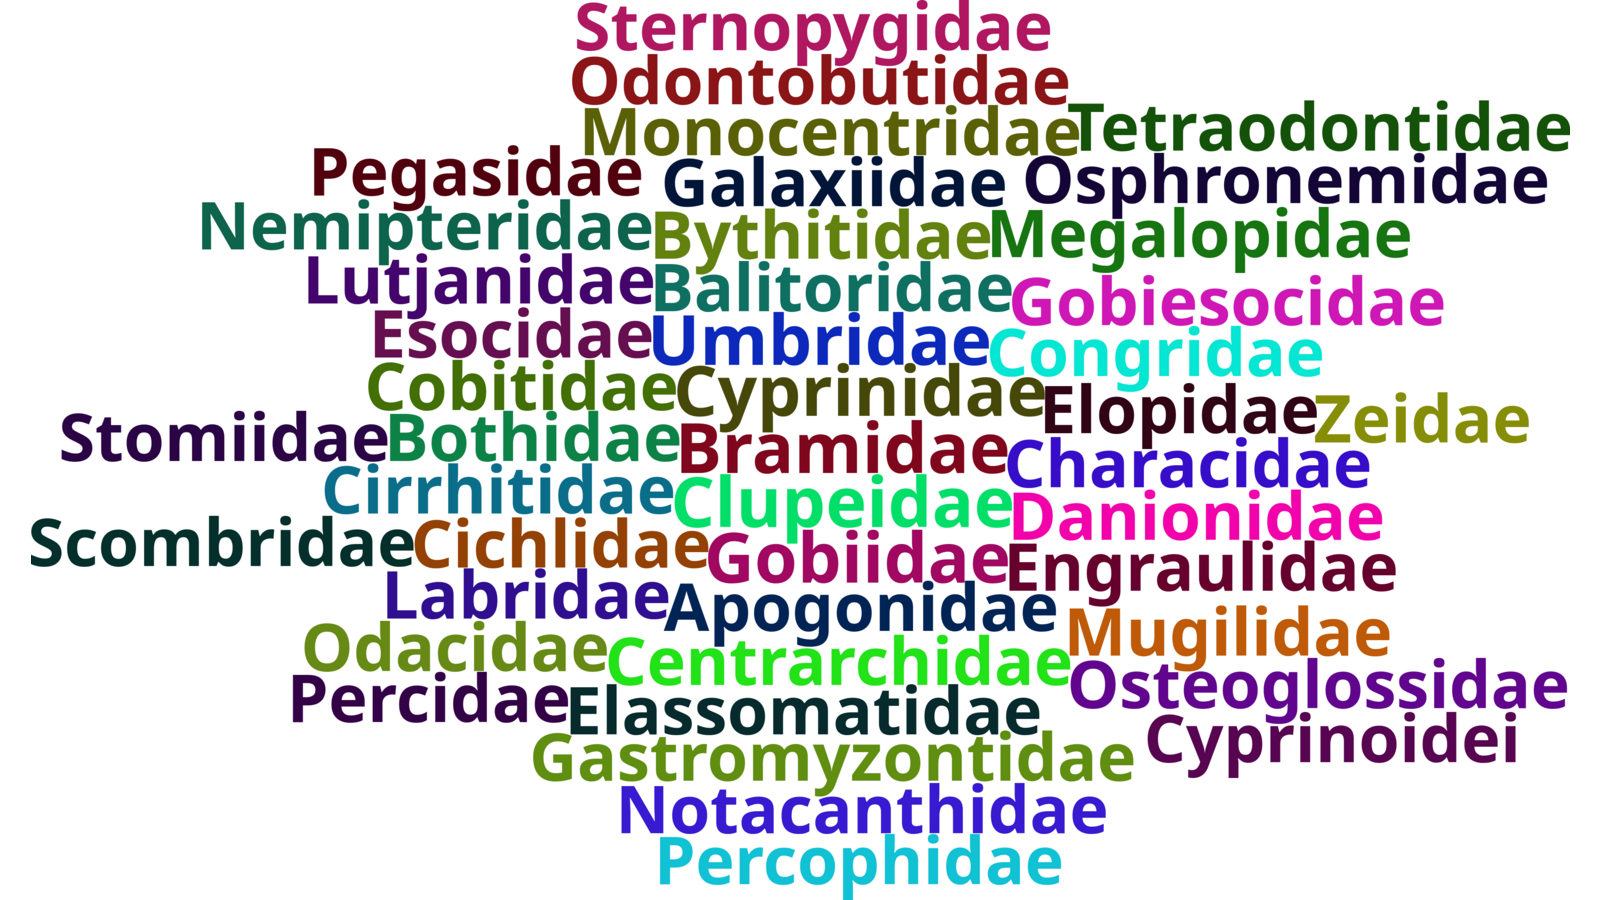 Sternopygidae
Odontobutidae
Monocentridae Tetraodontidae
Pegasidae Galaxiidae Osphronemidae
Nemipteridae Bythitidae Megalopidae
Lutjanidae Balitoridae Gobiesocidae
Esocidae Umbridae Congridae
Cobitidae Cyprinidae Elopidae Zeidae
Stomiidae Bothidae Bramidae Characidae
Cirrhitidae Clupeidae Danionidae
Scombridae Cichlidae Gobiidae Engraulidae
Labridae Apogonidae Mugilidae
Odacidae Centrarchidae Osteoglossidae
Percidae Elassomatidae Cyprinoidei
Gastromyzontidae
Notacanthidae
Percophidae